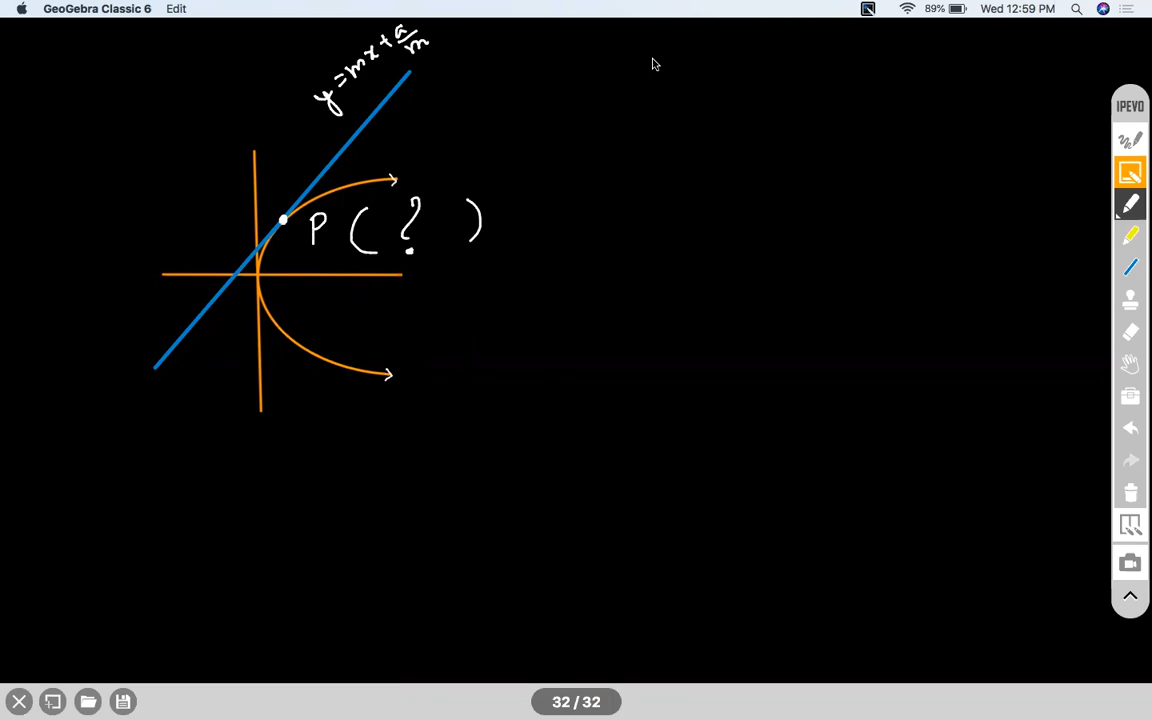 GeoGebra Classic 6 Edit 89% Wed 12:59 PM
y = mx + a/m
P ( ? )
IPEVO
32 / 32